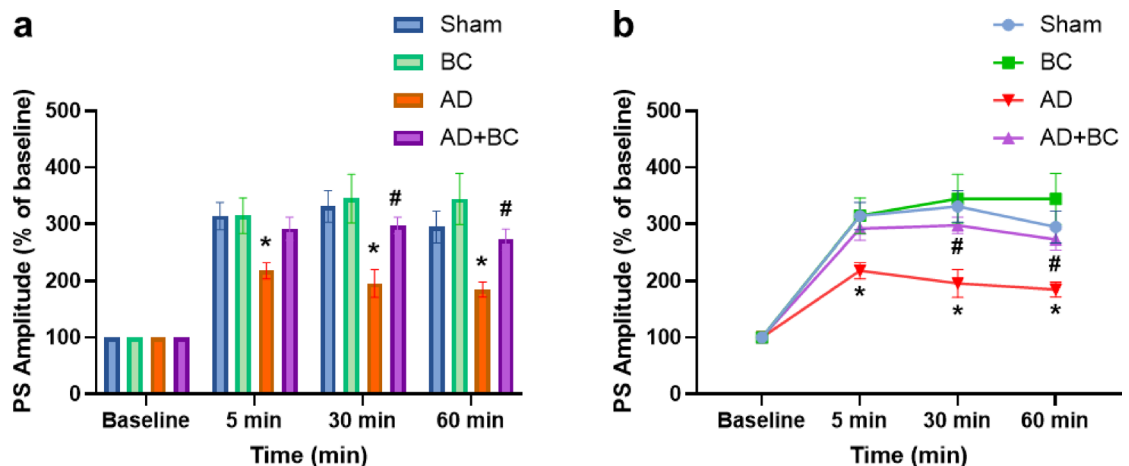 a
Sham
BC
AD
AD+BC
PS Amplitude (% of baseline)
500
400
300
200
100
0
#
#
*
*
*
Baseline 5 min 30 min 60 min
Time (min)
b
Sham
BC
AD
AD+BC
PS Amplitude (% of baseline)
500
400
300
200
100
0
#
#
*
*
*
Baseline 5 min 30 min 60 min
Time (min)